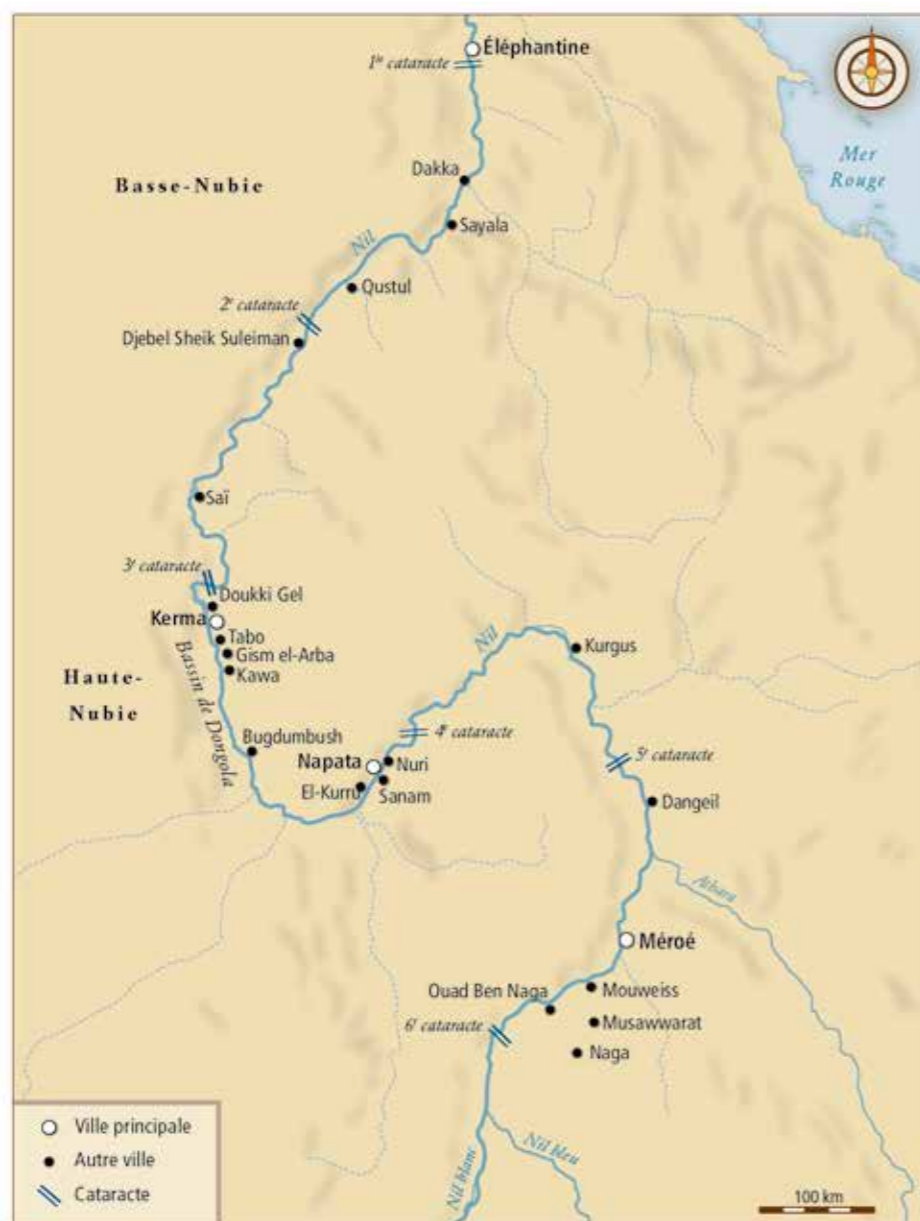 Éléphantine
1re cataracte
Mer
Rouge
Dakka
Basse-Nubie
Sayala
Nil
Qustul
2e cataracte
Djebel Sheik Suleiman
Saï
3e cataracte
Doukki Gel
Kerma
Tabo
Gism el-Arba
Kawa
Bassin de Dongola
Haute-
Nubie
Nil
Kurgus
Bugdumbush
4e cataracte
Napata
Nuri
El-Kurru
Sanam
5e cataracte
Dangeil
Atbara
Méroé
Ouad Ben Naga
Mouweiss
6e cataracte
Musawwarat
Naga
Nil blanc
Nil bleu
Ville principale
Autre ville
Cataracte
100 km